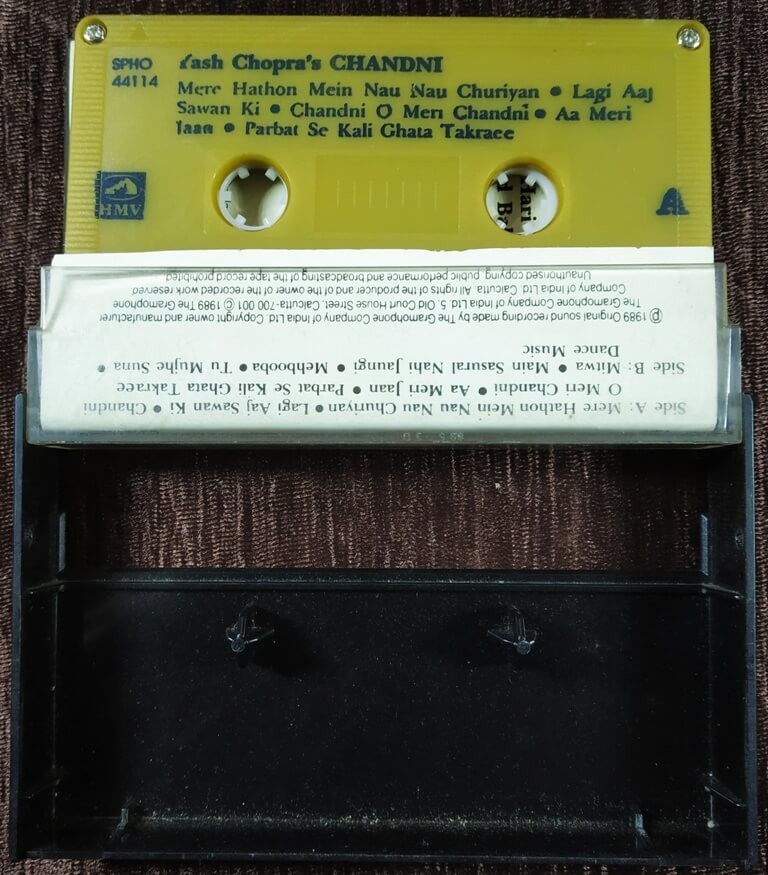 SPHO
44114
Yash Chopra's CHANDNI
Mere Hathon Mein Nau Nau Churiyan • Lagi Aaj
Sawan Ki • Chandni O Meri Chandni • Aa Meri
Jaan • Parbat Se Kali Ghata Takraee
HMV
A
Side A: Mere Hathon Mein Nau Nau Churiyan • Lagi Aaj Sawan Ki • Chandni
O Meri Chandni • Aa Meri Jaan • Parbat Se Kali Ghata Takraee
Side B: Mitwa • Main Sasural Nahi Jaungi • Mehbooba • Tu Mujhe Suna •
Dance Music
Ⓟ 1989 Original sound recording made by The Gramohpone Company of India Ltd. Copyright owner and manufacturer
The Gramophone Company of India Ltd. 5, Old Court House Street, Calcutta-700 001 © 1989 The Gramophone
Company of India Ltd. Calcutta. All rights of the producer and of the owner of the recorded work reserved
Unauthorised copying, public performance and broadcasting of the tape record prohibited